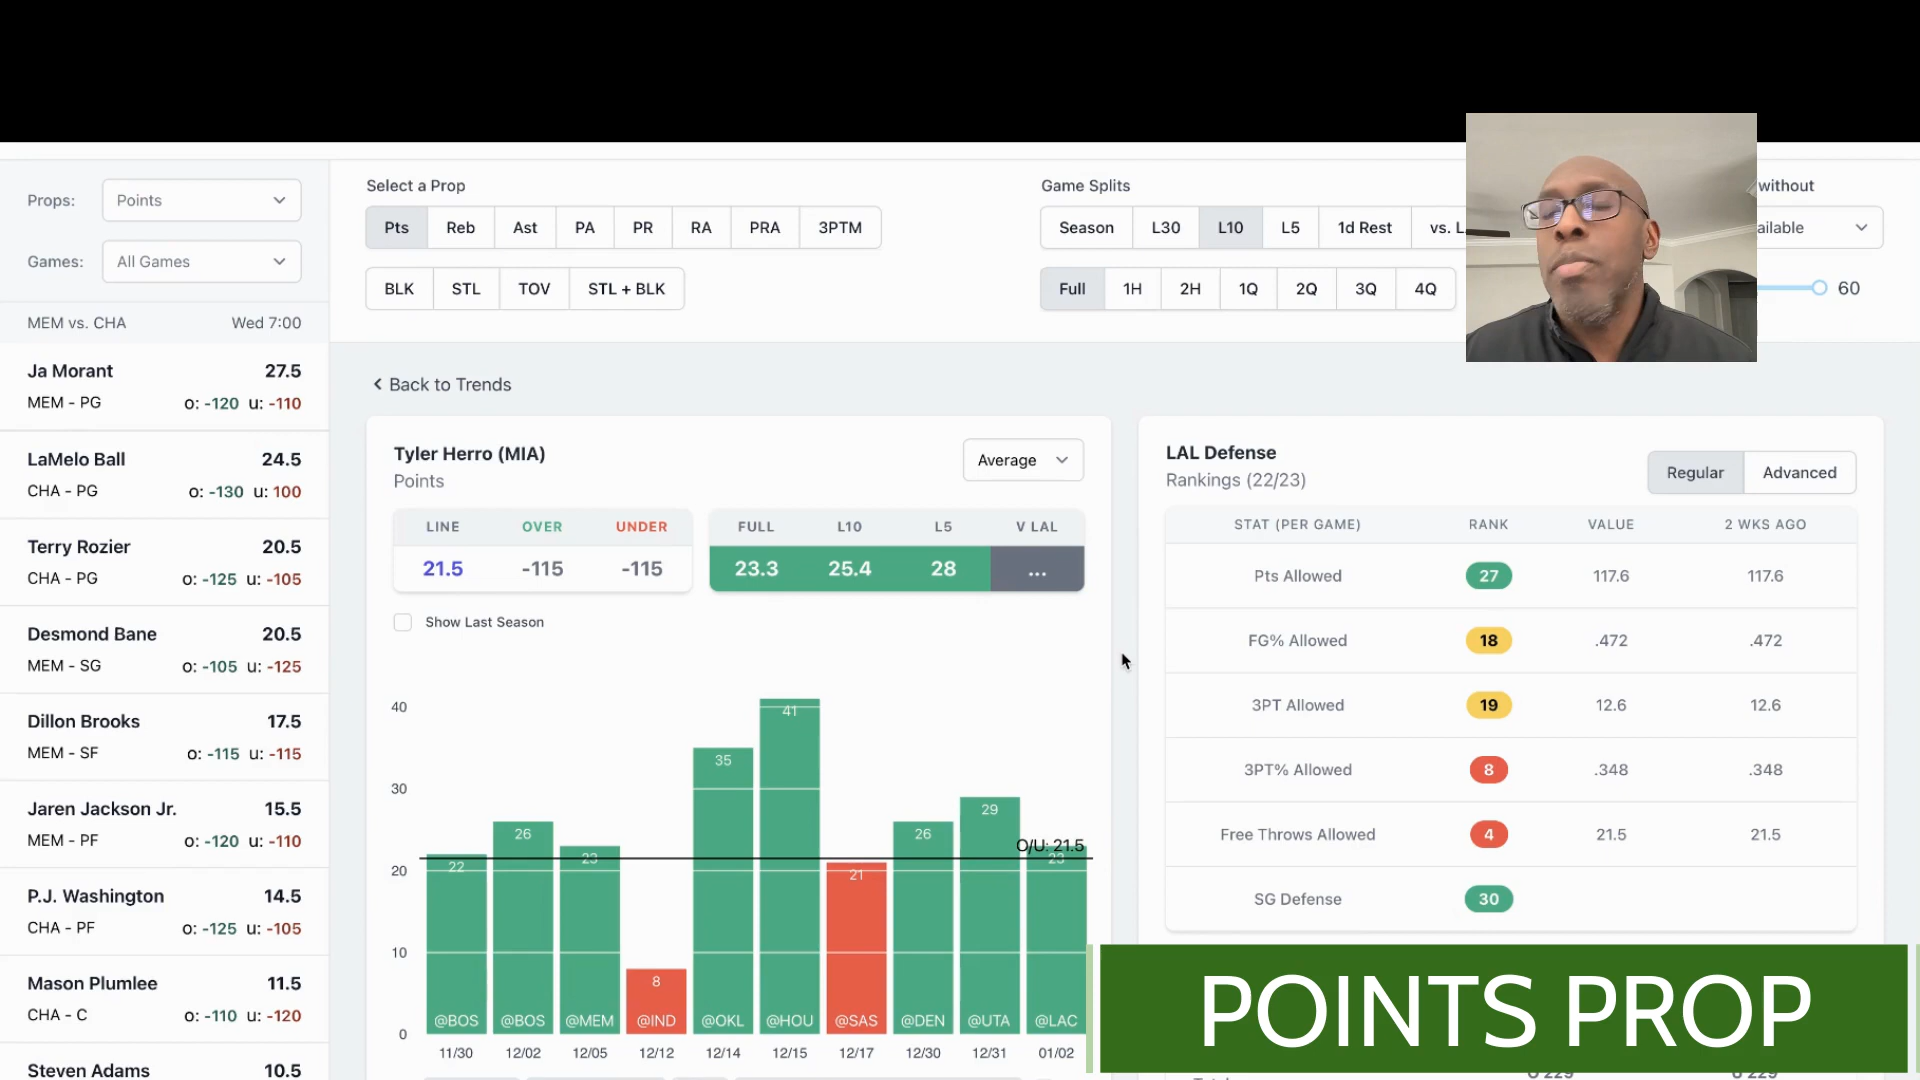 Props: Points
Games: All Games
MEM vs. CHA Wed 7:00
Ja Morant 27.5
MEM - PG o: -120 u: -110
LaMelo Ball 24.5
CHA - PG o: -130 u: 100
Terry Rozier 20.5
CHA - PG o: -125 u: -105
Desmond Bane 20.5
MEM - SG o: -105 u: -125
Dillon Brooks 17.5
MEM - SF o: -115 u: -115
Jaren Jackson Jr. 15.5
MEM - PF o: -120 u: -110
P.J. Washington 14.5
CHA - PF o: -125 u: -105
Mason Plumlee 11.5
CHA - C o: -110 u: -120
Steven Adams 10.5
Select a Prop
Pts Reb Ast PA PR RA PRA 3PTM
BLK STL TOV STL + BLK
Game Splits
Season L30 L10 L5 1d Rest vs. L
Full 1H 2H 1Q 2Q 3Q 4Q
without
ailable
60
Back to Trends
Tyler Herro (MIA)
Points
Average
LINE OVER UNDER
21.5 -115 -115
FULL L10 L5 V LAL
23.3 25.4 28 ...
Show Last Season
40
30
20
10
0
22 26 23 8 35 41 21 26 29 23
O/U: 21.5
@BOS @BOS @MEM @IND @OKL @HOU @SAS @DEN @UTA @LAC
11/30 12/02 12/05 12/12 12/14 12/15 12/17 12/30 12/31 01/02
LAL Defense
Rankings (22/23)
Regular Advanced
STAT (PER GAME) RANK VALUE 2 WKS AGO
Pts Allowed 27 117.6 117.6
FG% Allowed 18 .472 .472
3PT Allowed 19 12.6 12.6
3PT% Allowed 8 .348 .348
Free Throws Allowed 4 21.5 21.5
SG Defense 30
POINTS PROP